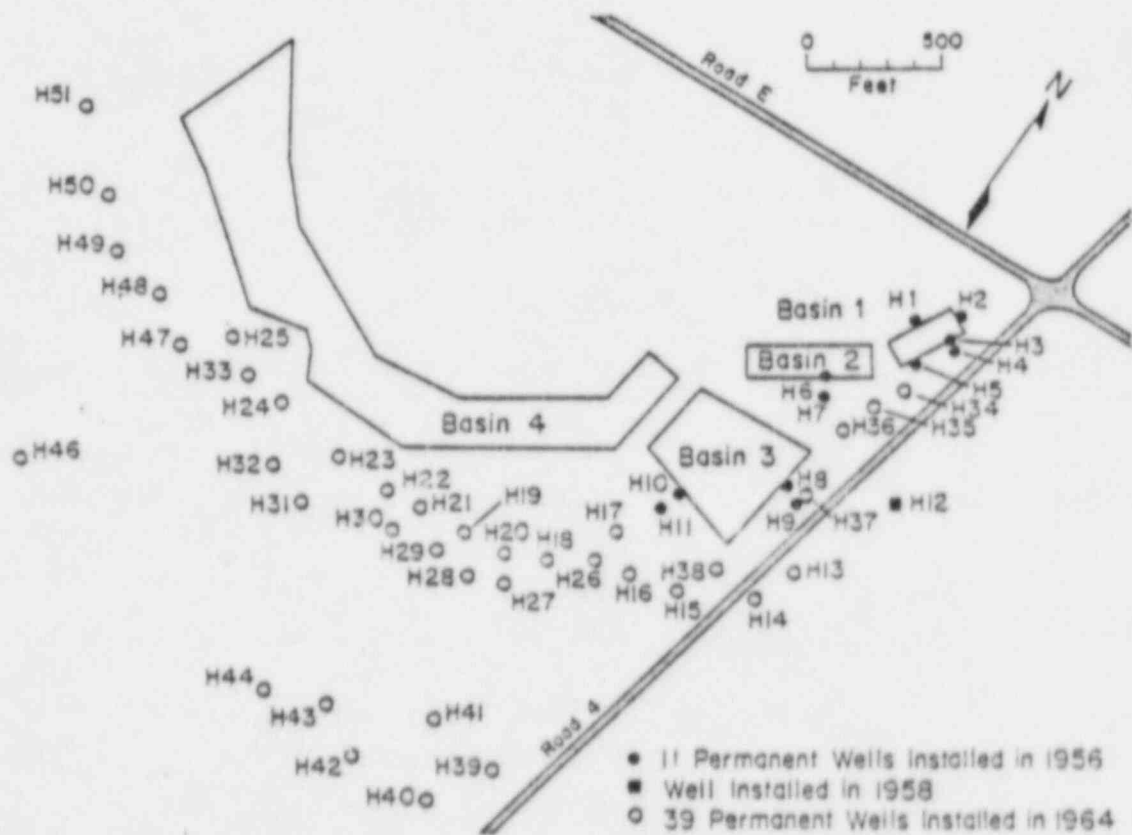 0 500
Feet
Road E
N
H51
H50
H49
H48
H47
H25
H33
H24
H46
H32
H31
H23
H22
H21
H30
H29
H28
H19
H20
H18
H27
H26
H17
H16
H15
H38
H14
H13
H10
H11
Basin 4
Basin 3
Basin 2
Basin 1
H1
H2
H3
H4
H5
H34
H35
H36
H6
H7
H8
H9
H37
H12
H44
H43
H42
H41
H39
H40
Road 4
11 Permanent Wells Installed in 1956
Well Installed in 1958
39 Permanent Wells Installed in 1964